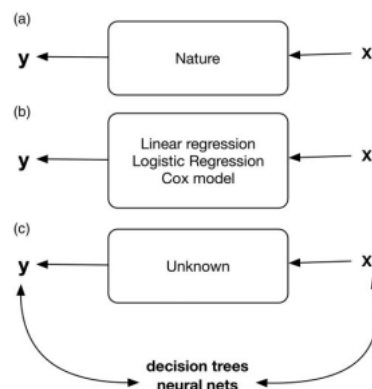 (a)
y Nature x
(b)
Linear regression
Logistic Regression
y Cox model x
(c)
y Unknown x
decision trees
neural nets